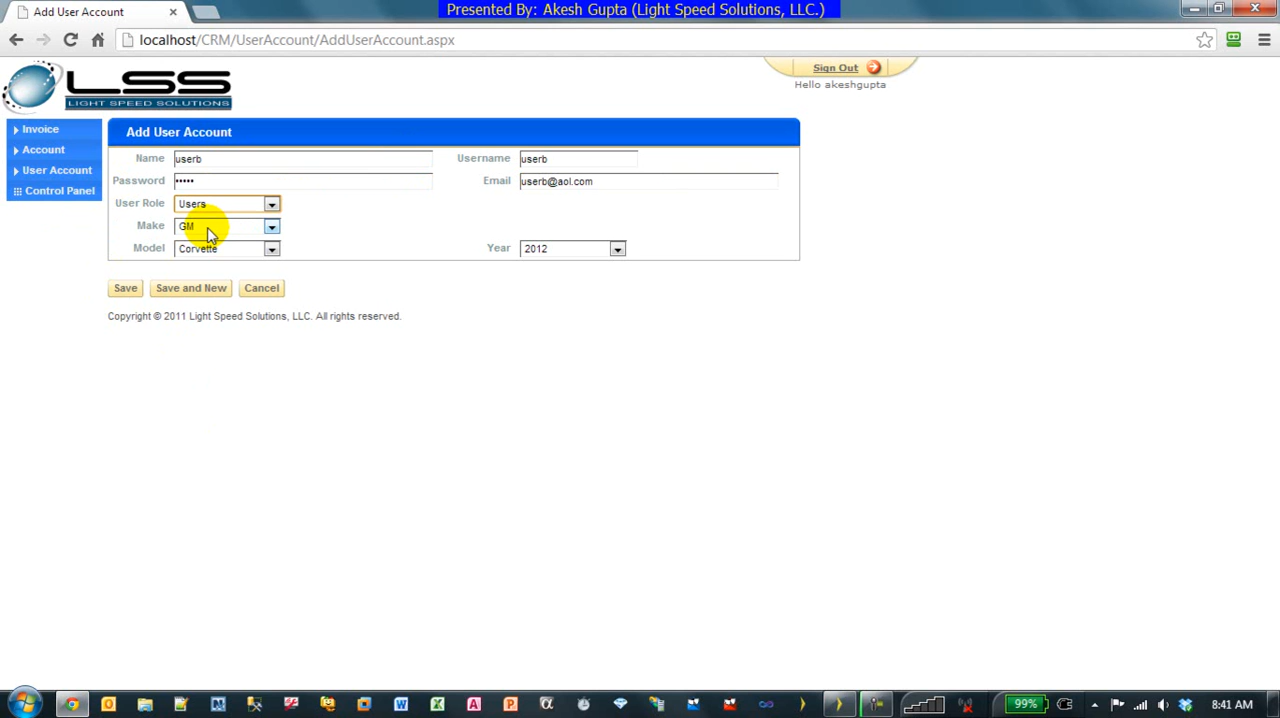 Add User Account
Presented By: Akesh Gupta (Light Speed Solutions, LLC.)
localhost/CRM/UserAccount/AddUserAccount.aspx
LSS
LIGHT SPEED SOLUTIONS
Sign Out
Hello akeshgupta
Invoice
Account
User Account
Control Panel
Add User Account
Name userb Username userb
Password ••••• Email userb@aol.com
User Role Users
Make GM
Model Corvette Year 2012
Save Save and New Cancel
Copyright © 2011 Light Speed Solutions, LLC. All rights reserved.
99% 8:41 AM